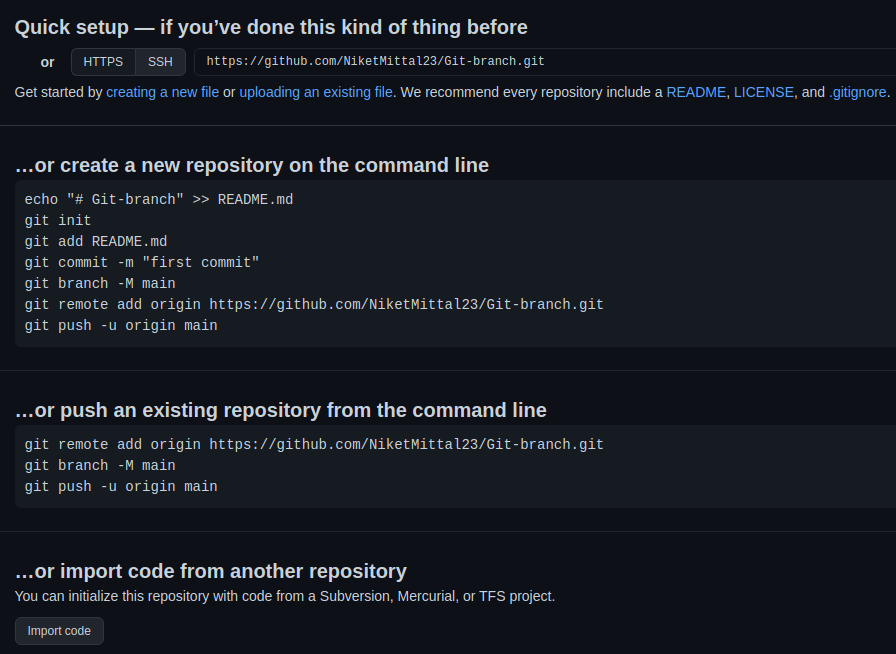 Quick setup — if you’ve done this kind of thing before
or HTTPS SSH https://github.com/NiketMittal23/Git-branch.git
Get started by creating a new file or uploading an existing file. We recommend every repository include a README, LICENSE, and .gitignore.
…or create a new repository on the command line
echo "# Git-branch" >> README.md
git init
git add README.md
git commit -m "first commit"
git branch -M main
git remote add origin https://github.com/NiketMittal23/Git-branch.git
git push -u origin main
…or push an existing repository from the command line
git remote add origin https://github.com/NiketMittal23/Git-branch.git
git branch -M main
git push -u origin main
…or import code from another repository
You can initialize this repository with code from a Subversion, Mercurial, or TFS project.
Import code